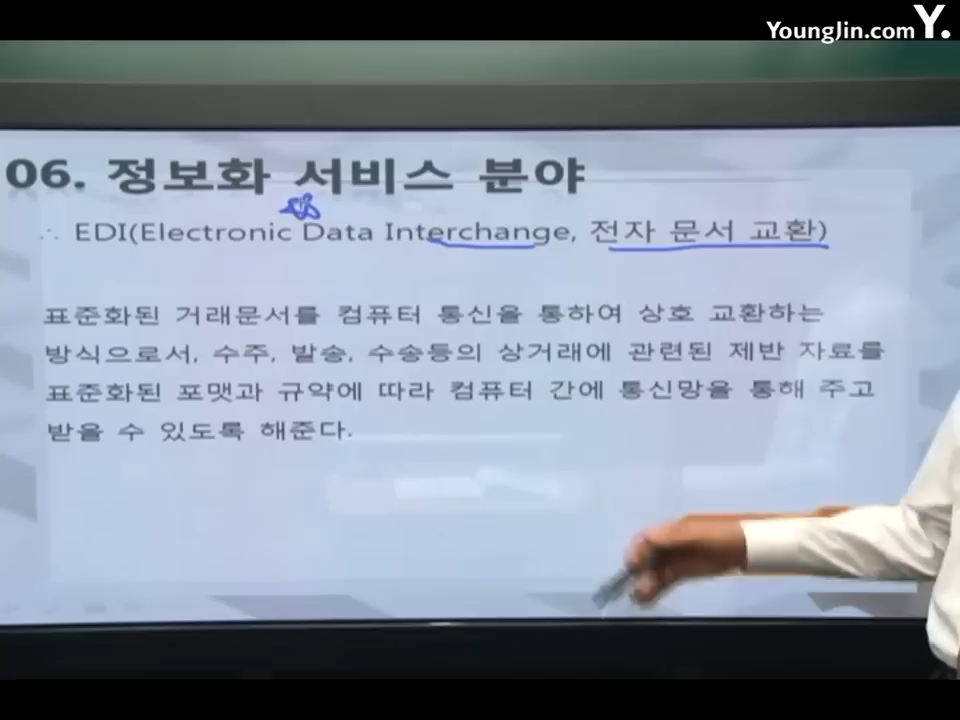 YoungJin.com Y.
06. 정보화 서비스 분야
∴ EDI(Electronic Data Interchange, 전자 문서 교환)
표준화된 거래문서를 컴퓨터 통신을 통하여 상호 교환하는
방식으로서, 수주, 발송, 수송등의 상거래에 관련된 제반 자료를
표준화된 포맷과 규약에 따라 컴퓨터 간에 통신망을 통해 주고
받을 수 있도록 해준다.